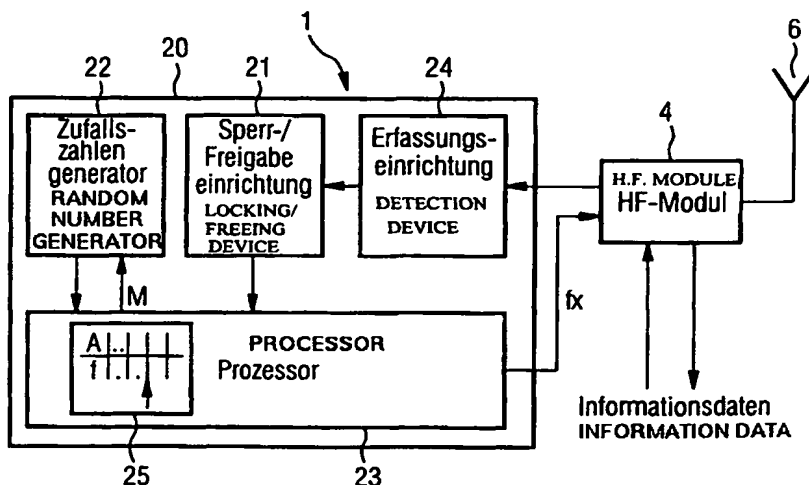 1
6
20
22
21
24
4
Zufalls-
zahlen
generator
RANDOM
NUMBER
GENERATOR
Sperr-/
Freigabe
einrichtung
LOCKING/
FREEING
DEVICE
Erfassungs-
einrichtung
DETECTION
DEVICE
H.F. MODULE
HF-Modul
M
fx
A
f
PROCESSOR
Prozessor
Informationsdaten
INFORMATION DATA
25
23